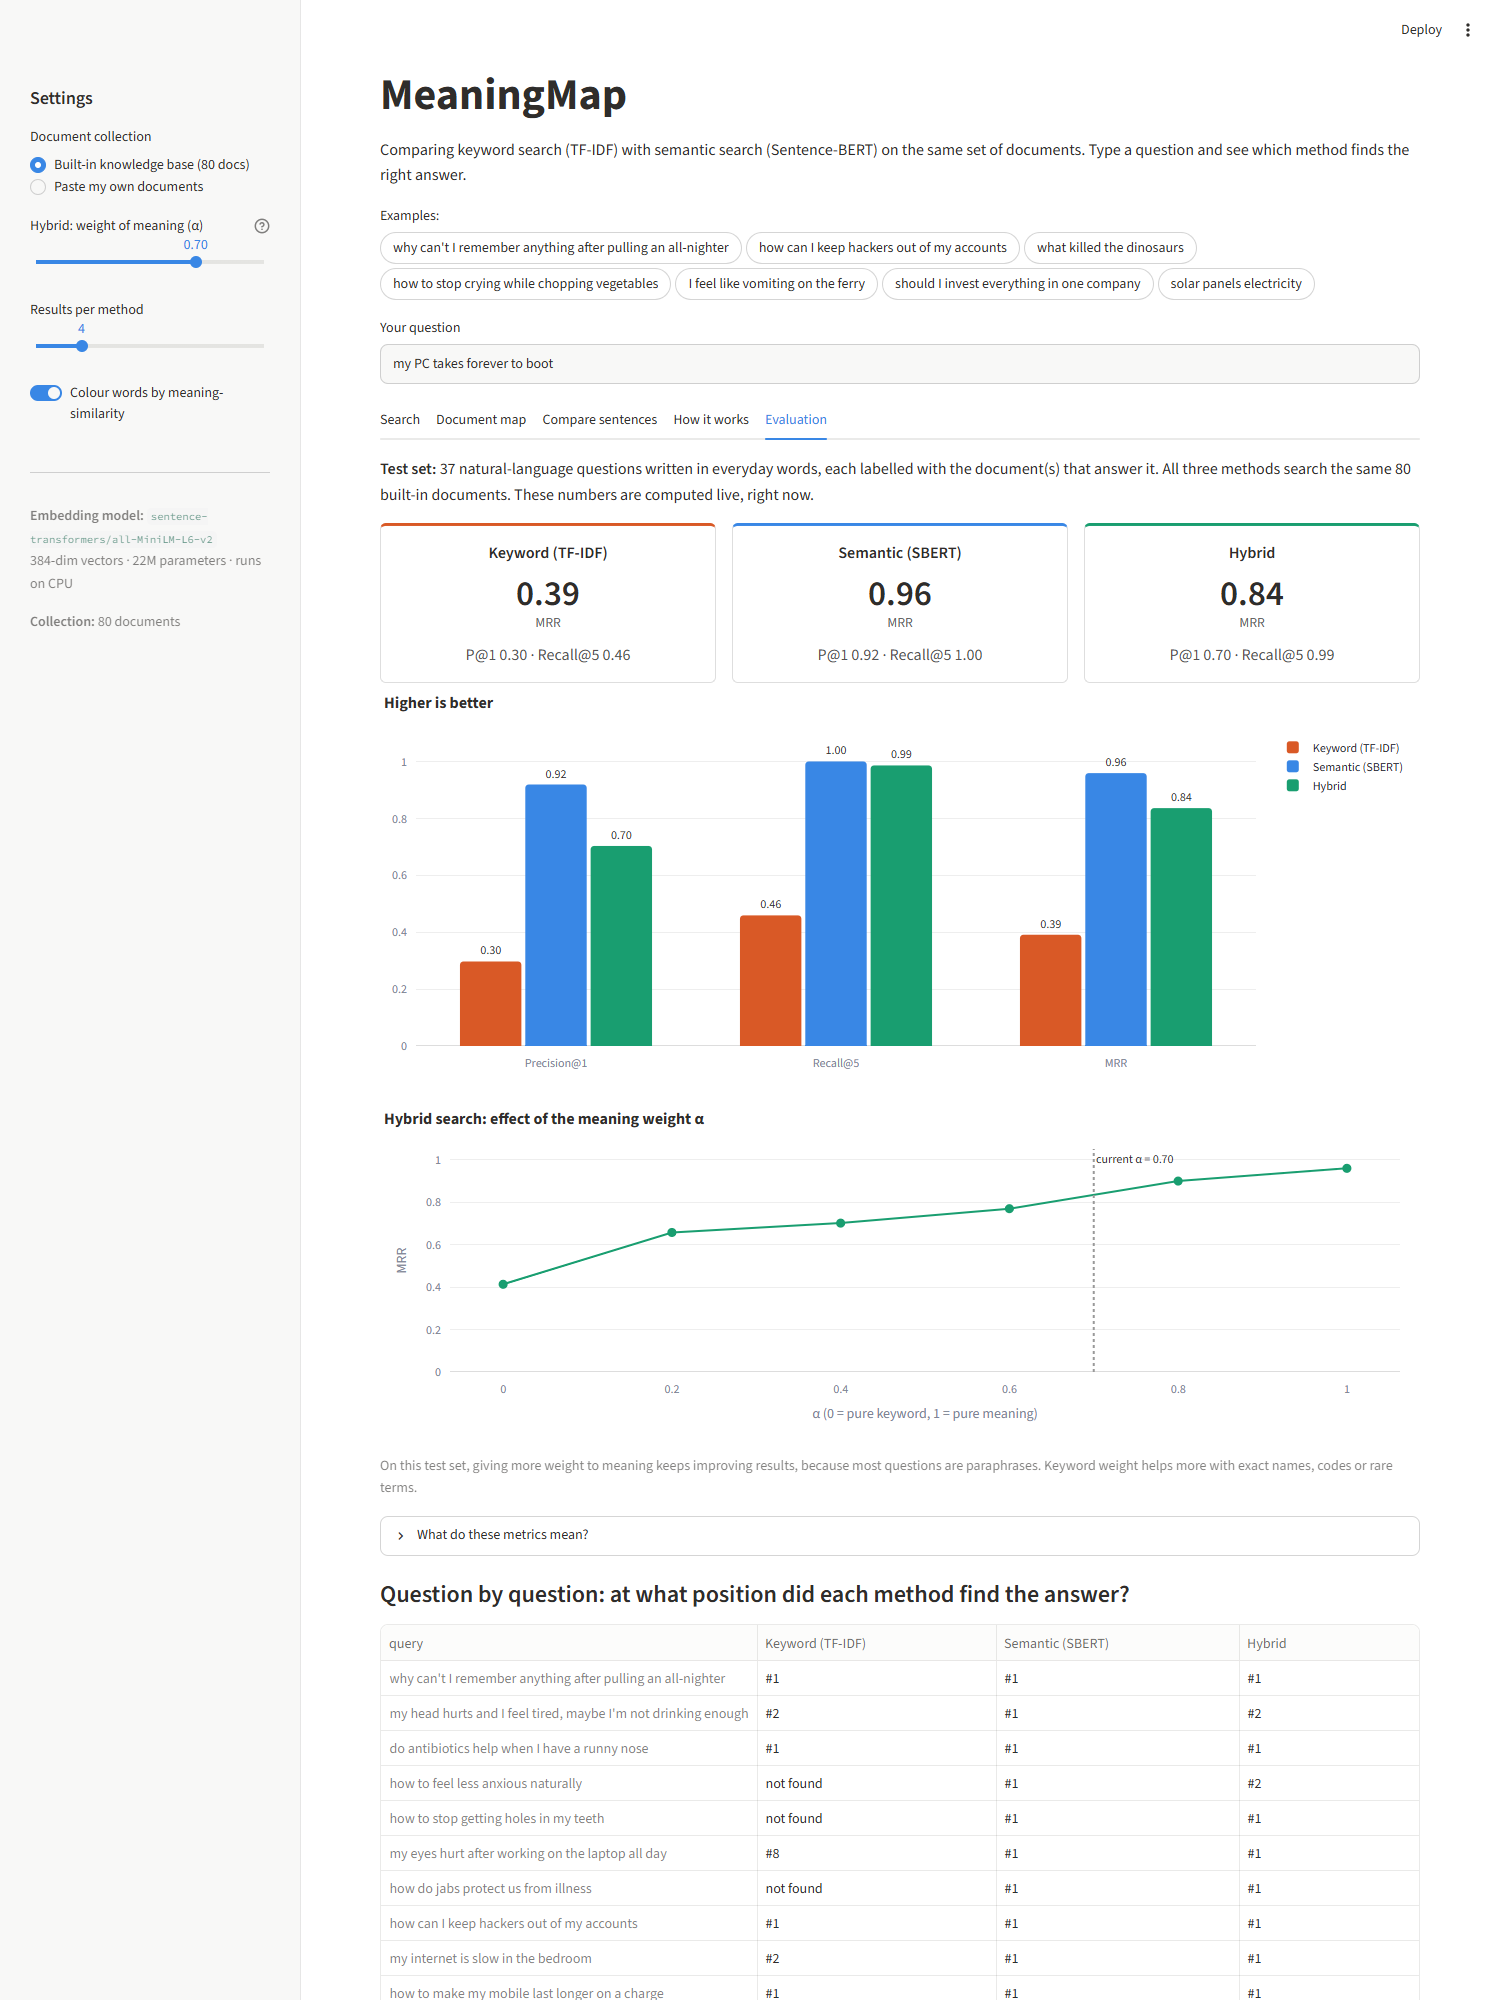 Deploy
Settings
Document collection
Built-in knowledge base (80 docs)
Paste my own documents
Hybrid: weight of meaning (α)
0.70
Results per method
4
Colour words by meaning-
similarity
Embedding model: sentence-
transformers/all-MiniLM-L6-v2
384-dim vectors · 22M parameters · runs
on CPU
Collection: 80 documents
MeaningMap
Comparing keyword search (TF-IDF) with semantic search (Sentence-BERT) on the same set of documents. Type a question and see which method finds the
right answer.
Examples:
why can't I remember anything after pulling an all-nighter
how can I keep hackers out of my accounts
what killed the dinosaurs
how to stop crying while chopping vegetables
I feel like vomiting on the ferry
should I invest everything in one company
solar panels electricity
Your question
my PC takes forever to boot
Search Document map Compare sentences How it works Evaluation
Test set: 37 natural-language questions written in everyday words, each labelled with the document(s) that answer it. All three methods search the same 80
built-in documents. These numbers are computed live, right now.
Keyword (TF-IDF)
0.39
MRR
P@1 0.30 · Recall@5 0.46
Semantic (SBERT)
0.96
MRR
P@1 0.92 · Recall@5 1.00
Hybrid
0.84
MRR
P@1 0.70 · Recall@5 0.99
Higher is better
1
0.8
0.6
0.4
0.2
0
0.30
0.92
0.70
0.46
1.00
0.99
0.39
0.96
0.84
Precision@1
Recall@5
MRR
Keyword (TF-IDF)
Semantic (SBERT)
Hybrid
Hybrid search: effect of the meaning weight α
MRR
1
0.8
0.6
0.4
0.2
0
current α = 0.70
0 0.2 0.4 0.6 0.8 1
α (0 = pure keyword, 1 = pure meaning)
On this test set, giving more weight to meaning keeps improving results, because most questions are paraphrases. Keyword weight helps more with exact names, codes or rare
terms.
What do these metrics mean?
Question by question: at what position did each method find the answer?
query Keyword (TF-IDF) Semantic (SBERT) Hybrid
why can't I remember anything after pulling an all-nighter #1 #1 #1
my head hurts and I feel tired, maybe I'm not drinking enough #2 #1 #2
do antibiotics help when I have a runny nose #1 #1 #1
how to feel less anxious naturally not found #1 #2
how to stop getting holes in my teeth not found #1 #1
my eyes hurt after working on the laptop all day #8 #1 #1
how do jabs protect us from illness not found #1 #1
how can I keep hackers out of my accounts #1 #1 #1
my internet is slow in the bedroom #2 #1 #1
how to make my mobile last longer on a charge #1 #1 #1